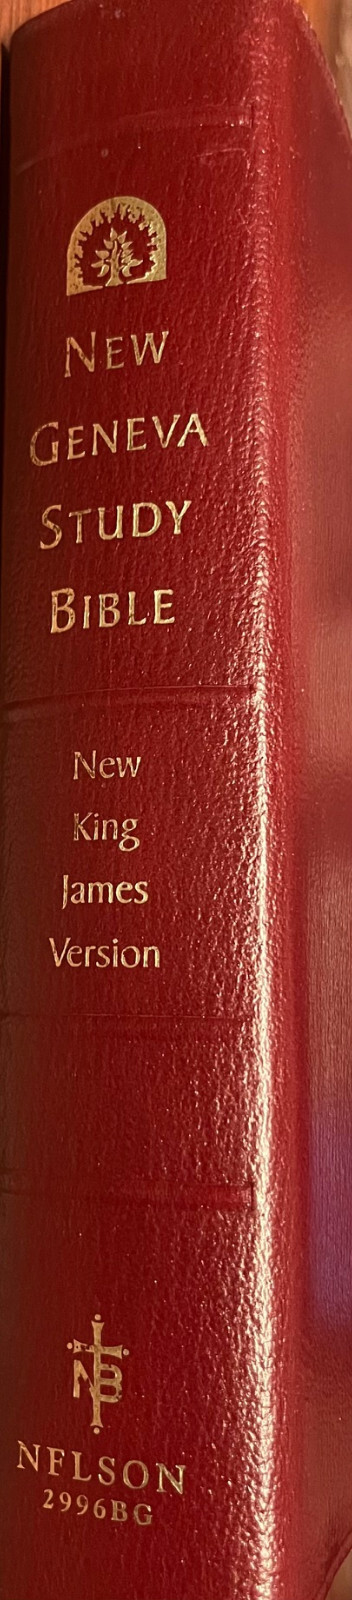 NEW
GENEVA
STUDY
BIBLE
New
King
James
Version
NB
NELSON
2996BG